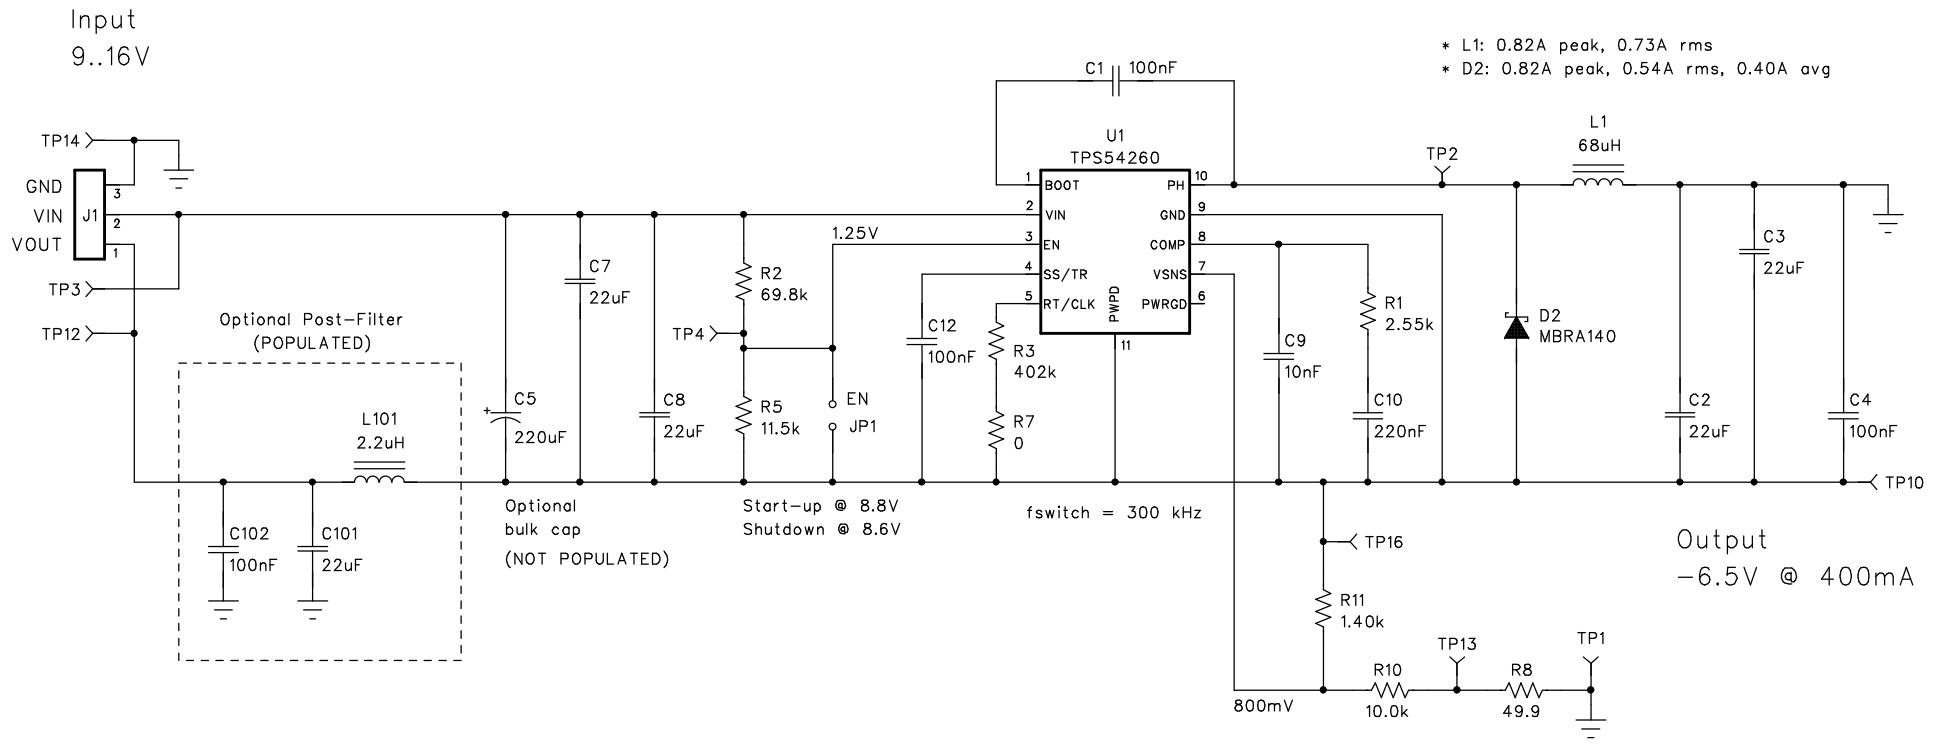 Input
9..16V
* L1: 0.82A peak, 0.73A rms
* D2: 0.82A peak, 0.54A rms, 0.40A avg
C1 100nF
U1
TPS54260
TP14
GND
VIN
VOUT
J1
3
2
1
TP3
TP12
1 BOOT
2 VIN
3 EN
4 SS/TR
5 RT/CLK
PH 10
GND 9
COMP 8
VSNS 7
PWRGD 6
PWPD
11
TP2
L1
68uH
1.25V
C7
22uF
R2
69.8k
TP4
C12
100nF
R3
402k
R7
0
C9
10nF
R1
2.55k
C10
220nF
D2
MBRA140
C3
22uF
C2
22uF
C4
100nF
Optional Post-Filter
(POPULATED)
L101
2.2uH
+
C5
220uF
C8
22uF
R5
11.5k
EN
JP1
C102
100nF
C101
22uF
Optional
bulk cap
(NOT POPULATED)
Start-up @ 8.8V
Shutdown @ 8.6V
fswitch = 300 kHz
TP10
TP16
Output
-6.5V @ 400mA
R11
1.40k
800mV
R10
10.0k
TP13
R8
49.9
TP1